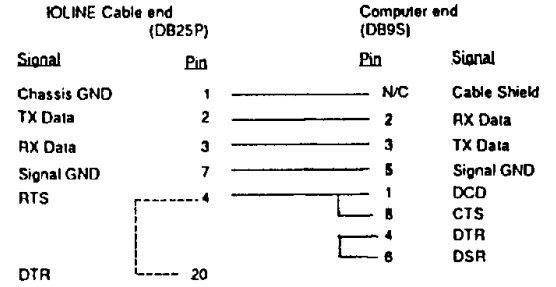 IOLINE Cable end Computer end
(DB25P) (DB9S)
Signal Pin Pin Signal
Chassis GND 1 N/C Cable Shield
TX Data 2 2 RX Data
RX Data 3 3 TX Data
Signal GND 7 5 Signal GND
RTS 4 1 DCD
8 CTS
4 DTR
6 DSR
DTR 20